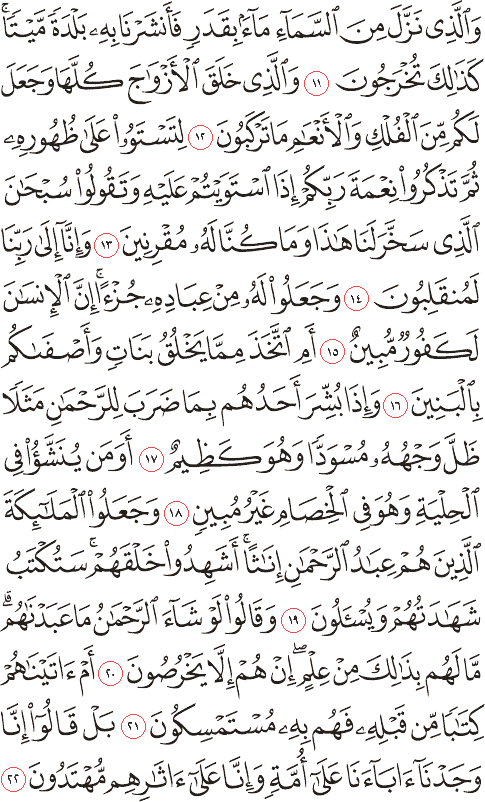 وَٱلَّذِى نَزَّلَ مِنَ ٱلسَّمَآءِ مَآءَۢ بِقَدَرٍ فَأَنشَرْنَا بِهِۦ بَلْدَةً مَّيْتًا ۚ
كَذَٰلِكَ تُخْرَجُونَ ١١ وَٱلَّذِى خَلَقَ ٱلْأَزْوَٰجَ كُلَّهَا وَجَعَلَ
لَكُم مِّنَ ٱلْفُلْكِ وَٱلْأَنْعَٰمِ مَا تَرْكَبُونَ ١٢ لِتَسْتَوُۥا۟ عَلَىٰ ظُهُورِهِۦ
ثُمَّ تَذْكُرُوا۟ نِعْمَةَ رَبِّكُمْ إِذَا ٱسْتَوَيْتُمْ عَلَيْهِ وَتَقُولُوا۟ سُبْحَٰنَ
ٱلَّذِى سَخَّرَ لَنَا هَٰذَا وَمَا كُنَّا لَهُۥ مُقْرِنِينَ ١٣ وَإِنَّآ إِلَىٰ رَبِّنَا
لَمُنقَلِبُونَ ١٤ وَجَعَلُوا۟ لَهُۥ مِنْ عِبَادِهِۦ جُزْءًا ۚ إِنَّ ٱلْإِنسَٰنَ
لَكَفُورٌ مُّبِينٌ ١٥ أَمِ ٱتَّخَذَ مِمَّا يَخْلُقُ بَنَاتٍ وَأَصْفَىٰكُم
بِٱلْبَنِينَ ١٦ وَإِذَا بُشِّرَ أَحَدُهُم بِمَا ضَرَبَ لِلرَّحْمَٰنِ مَثَلًا
ظَلَّ وَجْهُهُۥ مُسْوَدًّا وَهُوَ كَظِيمٌ ١٧ أَوَمَن يُنَشَّؤُا۟ فِى
ٱلْحِلْيَةِ وَهُوَ فِى ٱلْخِصَامِ غَيْرُ مُبِينٍ ١٨ وَجَعَلُوا۟ ٱلْمَلَٰٓئِكَةَ
ٱلَّذِينَ هُمْ عِبَٰدُ ٱلرَّحْمَٰنِ إِنَٰثًا ۚ أَشَهِدُوا۟ خَلْقَهُمْ ۚ سَتُكْتَبُ
شَهَٰدَتُهُمْ وَيُسْـَٔلُونَ ١٩ وَقَالُوا۟ لَوْ شَآءَ ٱلرَّحْمَٰنُ مَا عَبَدْنَٰهُم ۗ
مَّا لَهُم بِذَٰلِكَ مِنْ عِلْمٍ ۖ إِنْ هُمْ إِلَّا يَخْرُصُونَ ٢٠ أَمْ ءَاتَيْنَٰهُمْ
كِتَٰبًا مِّن قَبْلِهِۦ فَهُم بِهِۦ مُسْتَمْسِكُونَ ٢١ بَلْ قَالُوٓا۟ إِنَّا
وَجَدْنَآ ءَابَآءَنَا عَلَىٰٓ أُمَّةٍ وَإِنَّا عَلَىٰٓ ءَاثَٰرِهِم مُّهْتَدُونَ ٢٢